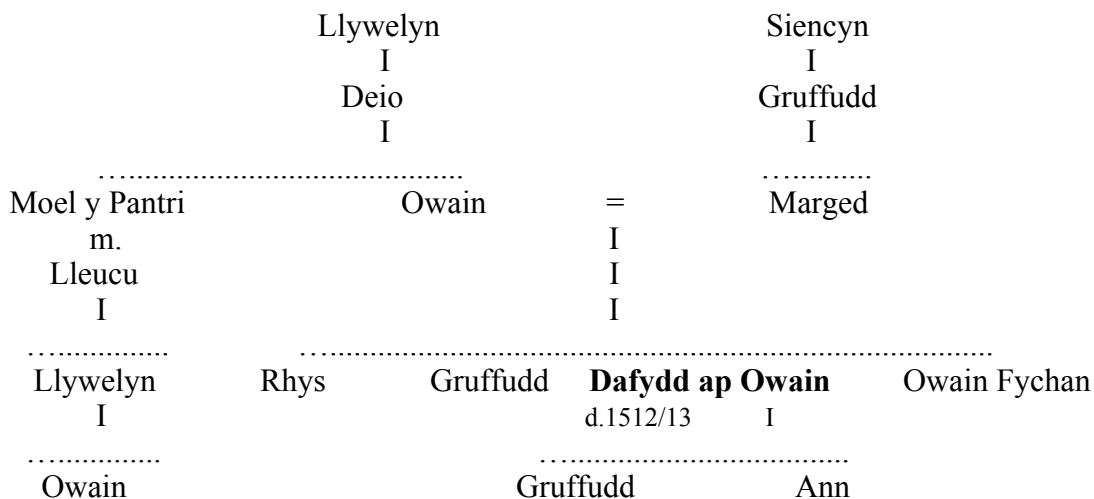 Llywelyn Siencyn
I I
Deio Gruffudd
I I
…....................................... …..........
Moel y Pantri Owain = Marged
m. I
Lleucu I
I I
…............... …..............................................................................
Llywelyn Rhys Gruffudd Dafydd ap Owain Owain Fychan
I d.1512/13 I
…............. …..................................
Owain Gruffudd Ann